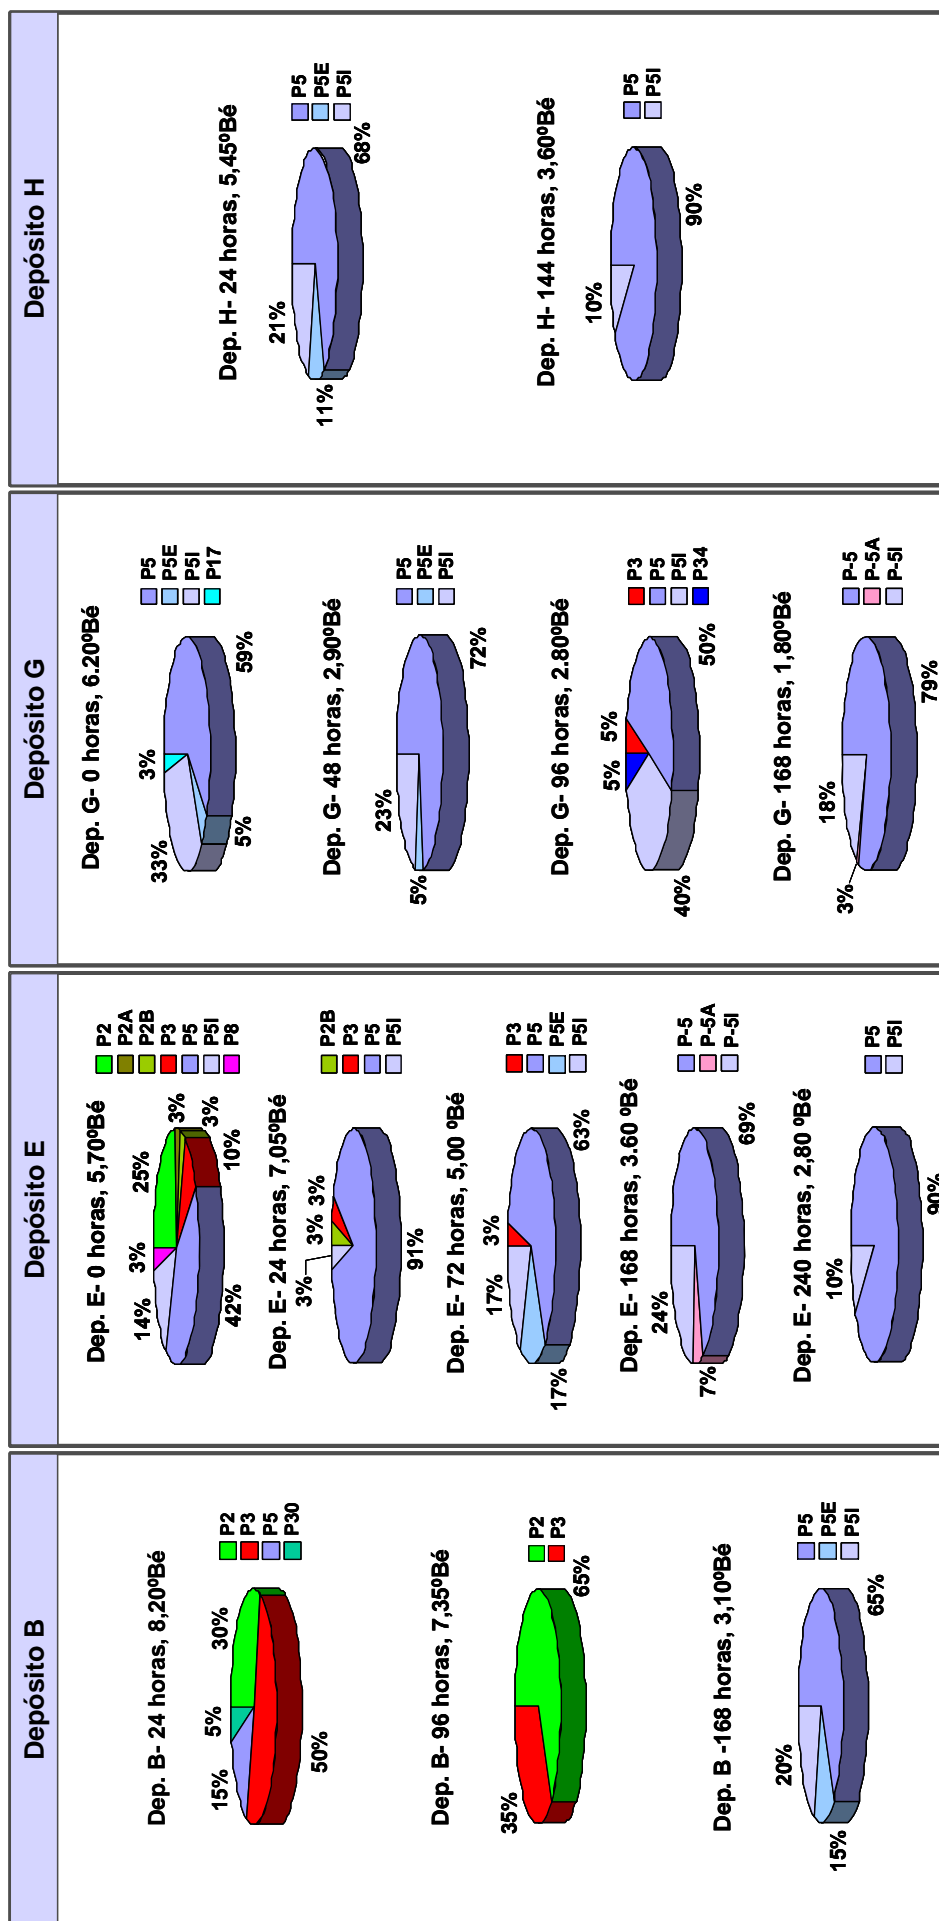 Depósito B
Dep. B- 24 horas, 8,20ºBé
5%
30%
15%
50%
P2
P3
P5
P30
Dep. B- 96 horas, 7,35ºBé
35%
65%
P2
P3
Dep. B -168 horas, 3,10ºBé
20%
15%
65%
P5
P5E
P5I
Depósito E
Dep. E- 0 horas, 5,70ºBé
3%
25%
14%
3%
3%
10%
42%
P2
P2A
P2B
P3
P5
P5I
P8
Dep. E- 24 horas, 7,05ºBé
3%
3%
3%
91%
P2B
P3
P5
P5I
Dep. E- 72 horas, 5,00 ºBé
17%
3%
17%
63%
P3
P5
P5E
P5I
Dep. E- 168 horas, 3.60 ºBé
24%
7%
69%
P-5
P-5A
P-5I
Dep. E- 240 horas, 2,80 ºBé
10%
90%
P5
P5I
Depósito G
Dep. G- 0 horas, 6.20ºBé
3%
33%
5%
59%
P5
P5E
P5I
P17
Dep. G- 48 horas, 2,90ºBé
23%
5%
72%
P5
P5E
P5I
Dep. G- 96 horas, 2.80ºBé
5%
5%
40%
50%
P3
P5
P5I
P34
Dep. G- 168 horas, 1,80ºBé
18%
3%
79%
P-5
P-5A
P-5I
Depósito H
Dep. H- 24 horas, 5,45ºBé
21%
11%
68%
P5
P5E
P5I
Dep. H- 144 horas, 3,60ºBé
10%
90%
P5
P5I